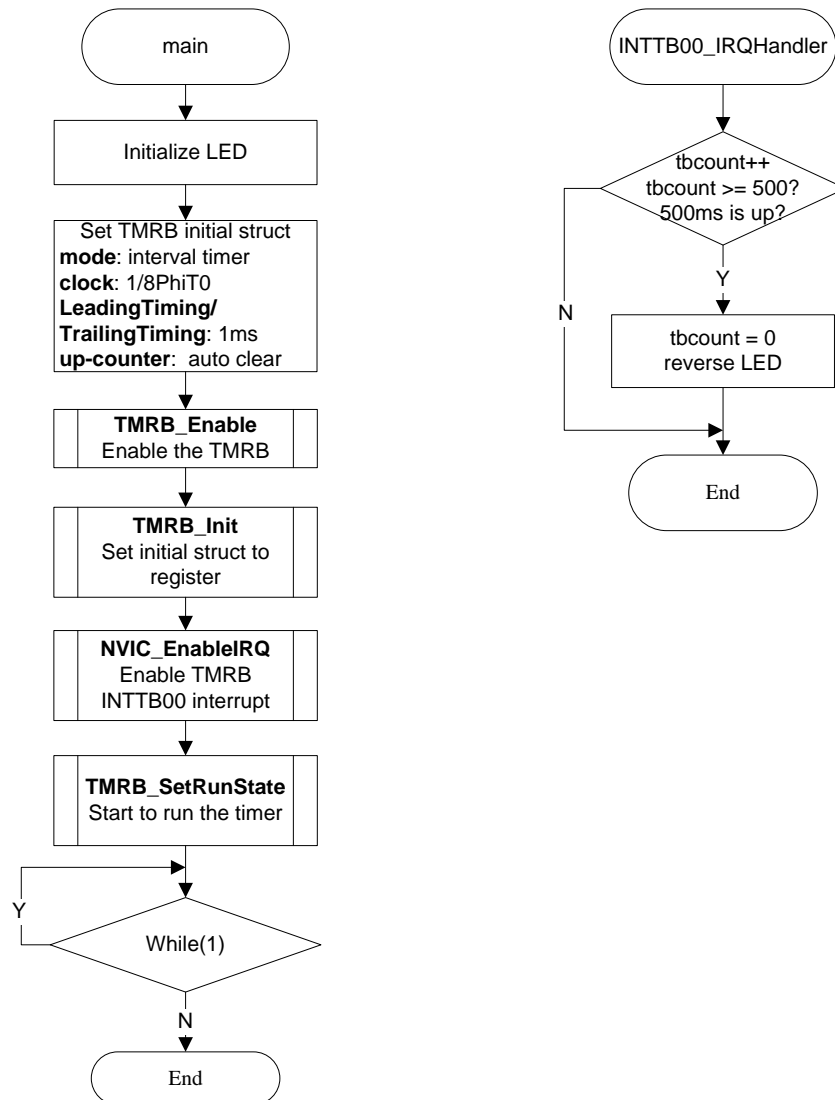 main
Initialize LED
Set TMRB initial struct
mode: interval timer
clock: 1/8PhiT0
LeadingTiming/
TrailingTiming: 1ms
up-counter: auto clear
TMRB_Enable
Enable the TMRB
TMRB_Init
Set initial struct to
register
NVIC_EnableIRQ
Enable TMRB
INTTB00 interrupt
TMRB_SetRunState
Start to run the timer
Y
While(1)
N
End
INTTB00_IRQHandler
tbcount++
tbcount >= 500?
500ms is up?
Y
N
tbcount = 0
reverse LED
End